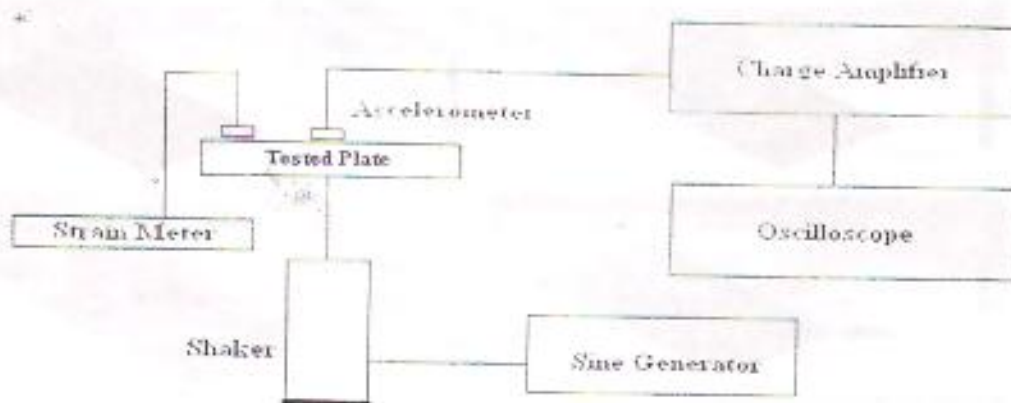 Charge Amplifier
Accelerometer
Tested Plate
Strain Meter
Oscilloscope
Shaker
Sine Generator